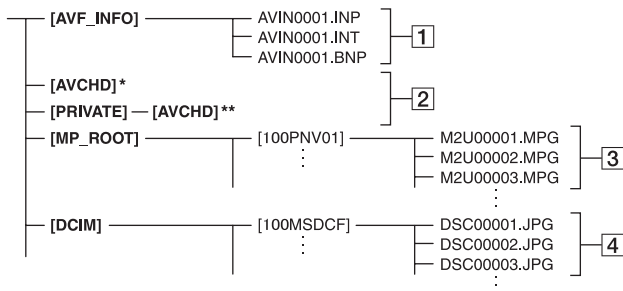 [AVF_INFO] AVIN0001.INP
AVIN0001.INT 1
AVIN0001.BNP
[AVCHD]*
2
[PRIVATE] [AVCHD]**
[MP_ROOT] [100PNV01] M2U00001.MPG
M2U00002.MPG 3
M2U00003.MPG
[DCIM] [100MSDCF] DSC00001.JPG
DSC00002.JPG 4
DSC00003.JPG